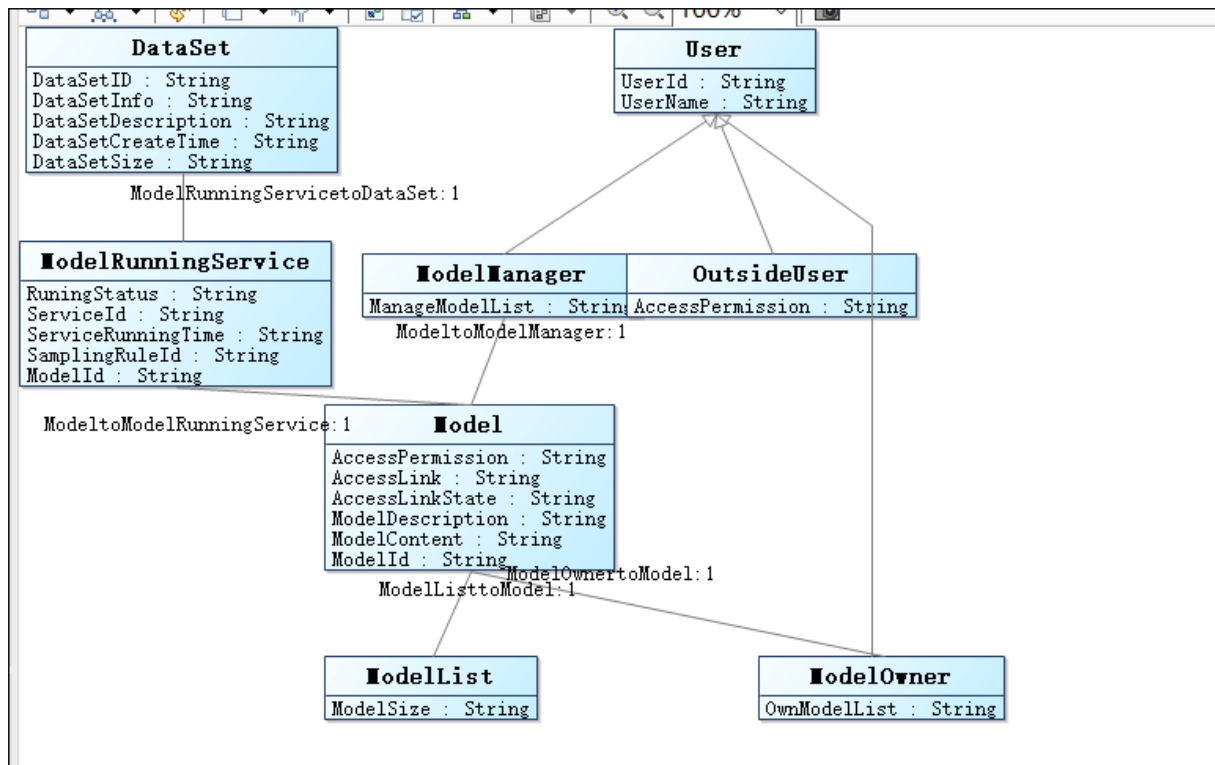 100%
DataSet
DataSetID : String
DataSetInfo : String
DataSetDescription : String
DataSetCreateTime : String
DataSetSize : String
User
UserId : String
UserName : String
ModelRunningServicetoDataSet:1
ModelRunningService
RuningStatus : String
ServiceId : String
ServiceRunningTime : String
SamplingRuleId : String
ModelId : String
ModelManager
ManageModelList : Strin
OutsideUser
AccessPermission : String
ModeltoModelManager:1
ModeltoModelRunningService:1
Model
AccessPermission : String
AccessLink : String
AccessLinkState : String
ModelDescription : String
ModelContent : String
ModelId : String
ModelOwnertoModel:1
ModelListtoModel:1
ModelList
ModelSize : String
ModelOwner
OwnModelList : String